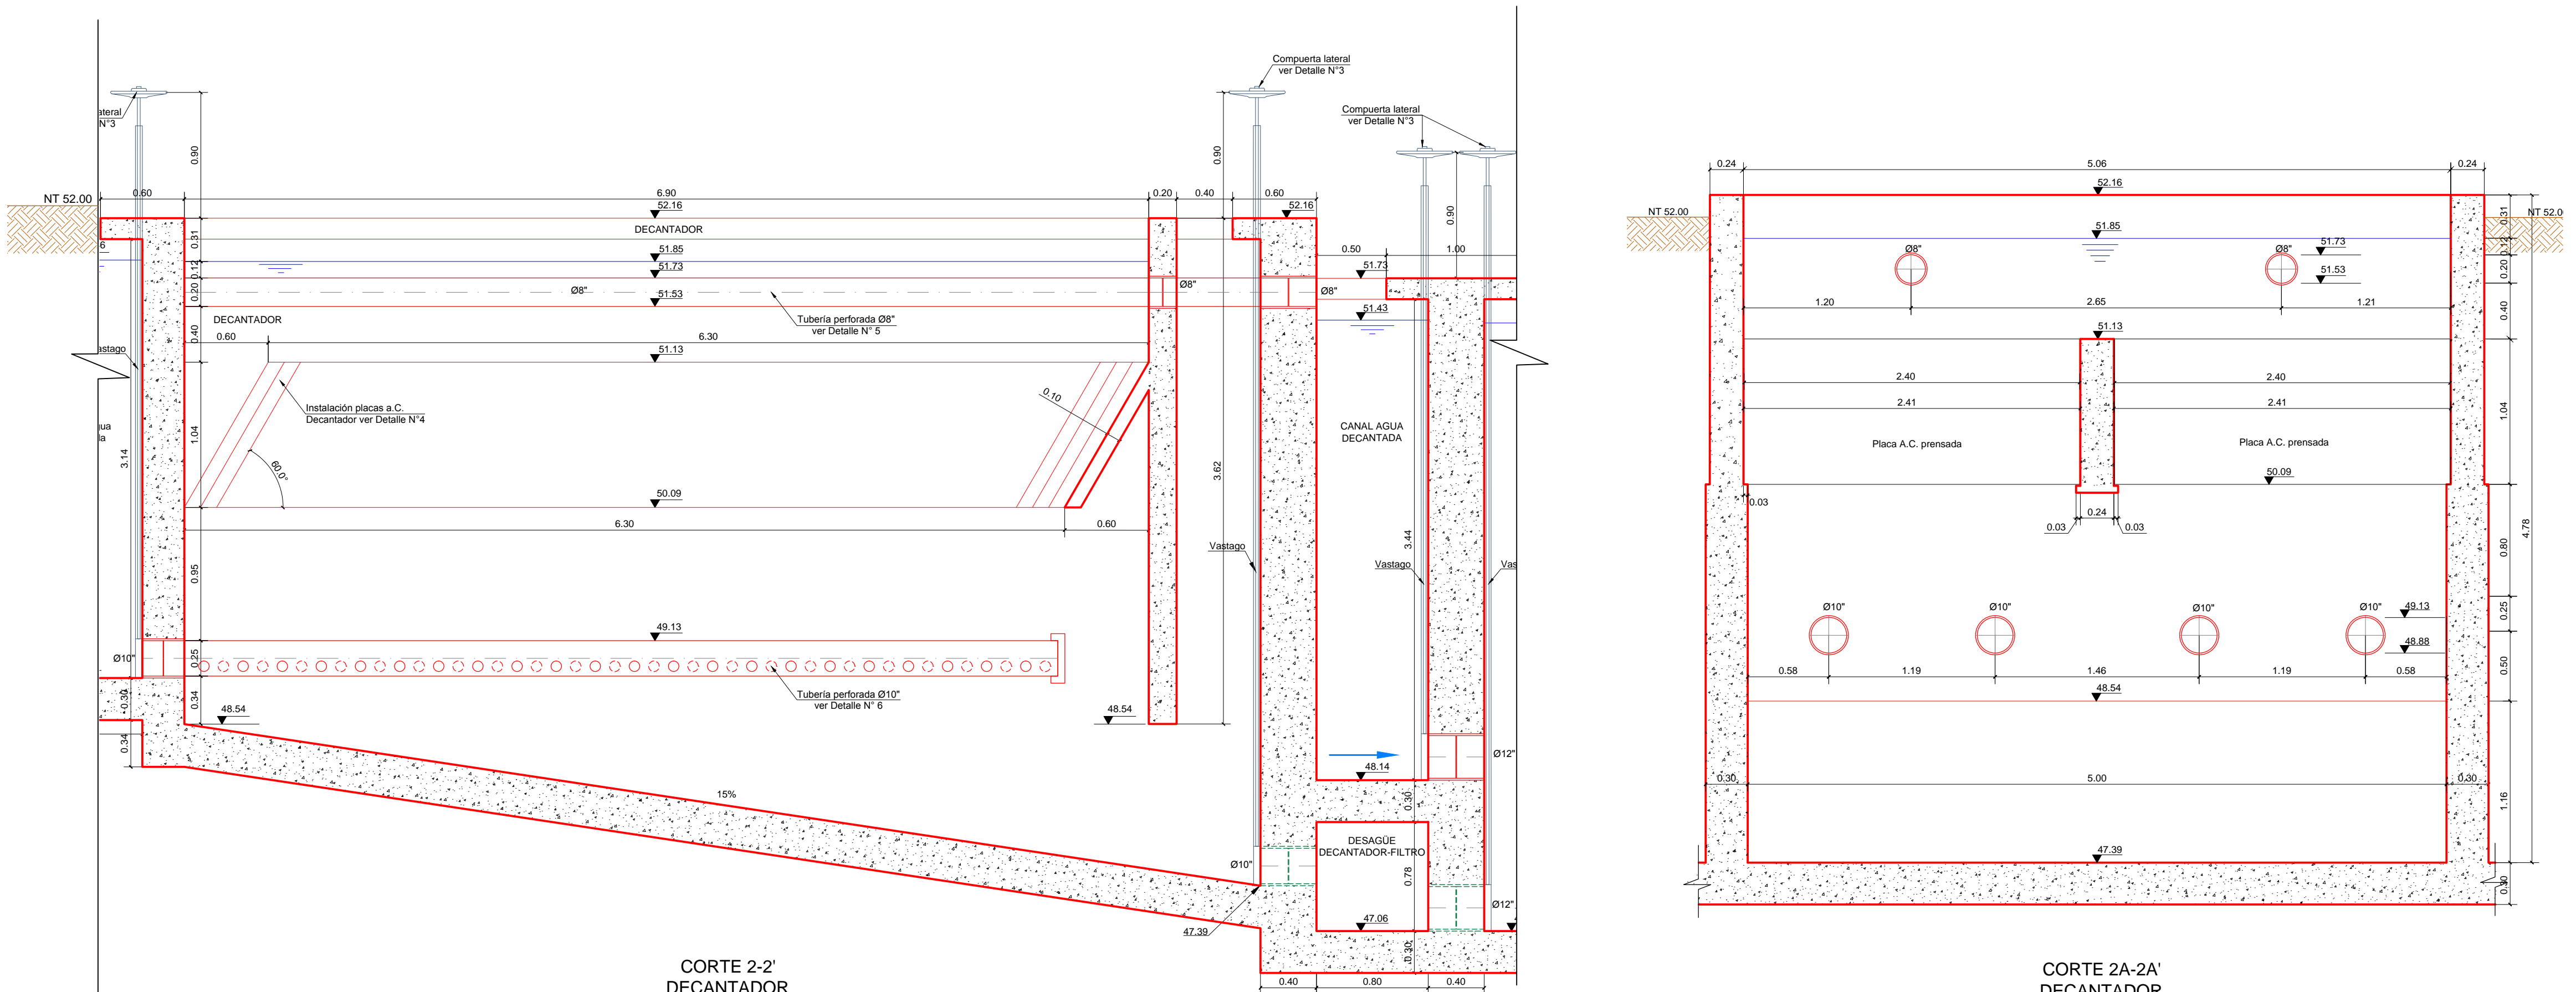 Compuerta lateral
ver Detalle N°3
Compuerta lateral
ver Detalle N°3
ateral
N°3
0.90
0.90
0.90
NT 52.00
0.60
6.90
0.20
0.40
0.60
52.16
52.16
DECANTADOR
6
0.31
51.85
0.12
51.73
0.20
Ø8"
51.53
Ø8"
Ø8"
0.50
1.00
51.73
51.43
DECANTADOR
Tubería perforada Ø8"
ver Detalle N° 5
0.40
0.60
6.30
51.13
astago
Instalación placas a.C.
Decantador ver Detalle N°4
0.10
1.04
60.0°
3.14
gua
la
CANAL AGUA
DECANTADA
3.62
50.09
6.30
0.60
3.44
Vastago
Vastago
Vas
0.95
49.13
Ø10"
0.25
0.30
0.34
Tubería perforada Ø10"
ver Detalle N° 6
48.54
48.54
0.34
15%
48.14
Ø12"
0.30
DESAGÜE
DECANTADOR-FILTRO
Ø10"
0.78
Ø12"
47.06
47.39
0.30
0.40
0.80
0.40
CORTE 2-2'
DECANTADOR
0.24
5.06
0.24
52.16
NT 52.00
NT 52.0
0.31
51.85
0.12
Ø8"
Ø8"
51.73
0.20
51.53
1.20
2.65
1.21
0.40
51.13
2.40
2.40
2.41
2.41
1.04
Placa A.C. prensada
Placa A.C. prensada
50.09
0.03
0.24
0.03
0.03
4.78
0.80
Ø10"
Ø10"
Ø10"
Ø10"
49.13
0.25
48.88
0.58
1.19
1.46
1.19
0.58
0.50
48.54
0.30
5.00
0.30
1.16
47.39
0.30
CORTE 2A-2A'
DECANTADOR